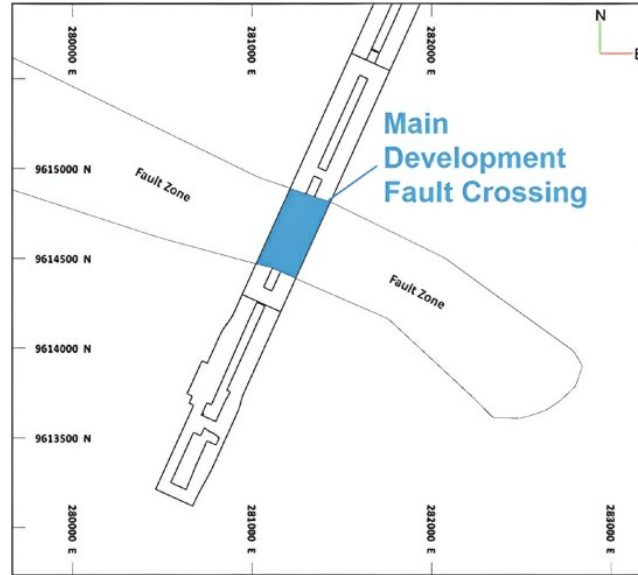 280000 E
281000 E
282000 E
N
E
Main
Development
Fault Crossing
9615000 N
Fault Zone
9614500 N
Fault Zone
9614000 N
9613500 N
280000 E
281000 E
282000 E
283000 E